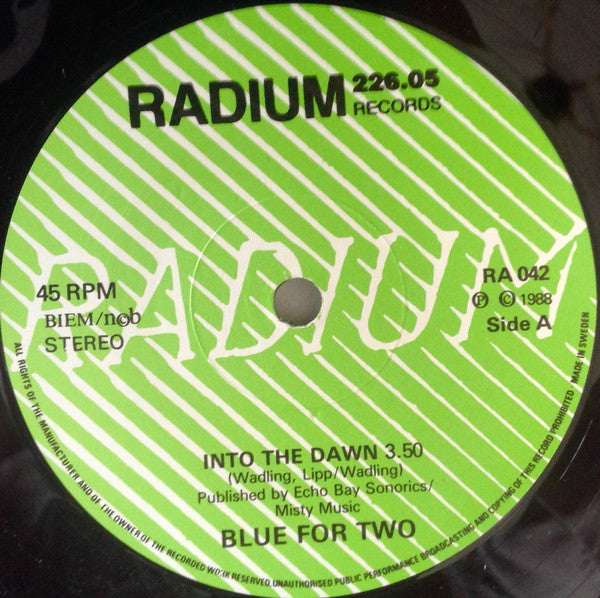 RADIUM 226.05
RECORDS
RADIUM
45 RPM
BIEM/ncb
STEREO
RA 042
Ⓟ © 1988
Side A
INTO THE DAWN 3.50
(Wadling, Lipp/Wadling)
Published by Echo Bay Sonorics/
Misty Music
BLUE FOR TWO
ALL RIGHTS OF THE MANUFACTURER AND OF THE OWNER OF THE RECORDED WORK RESERVED. UNAUTHORISED PUBLIC PERFORMANCE BROADCASTING AND COPYING OF THIS RECORD PROHIBITED MADE IN SWEDEN